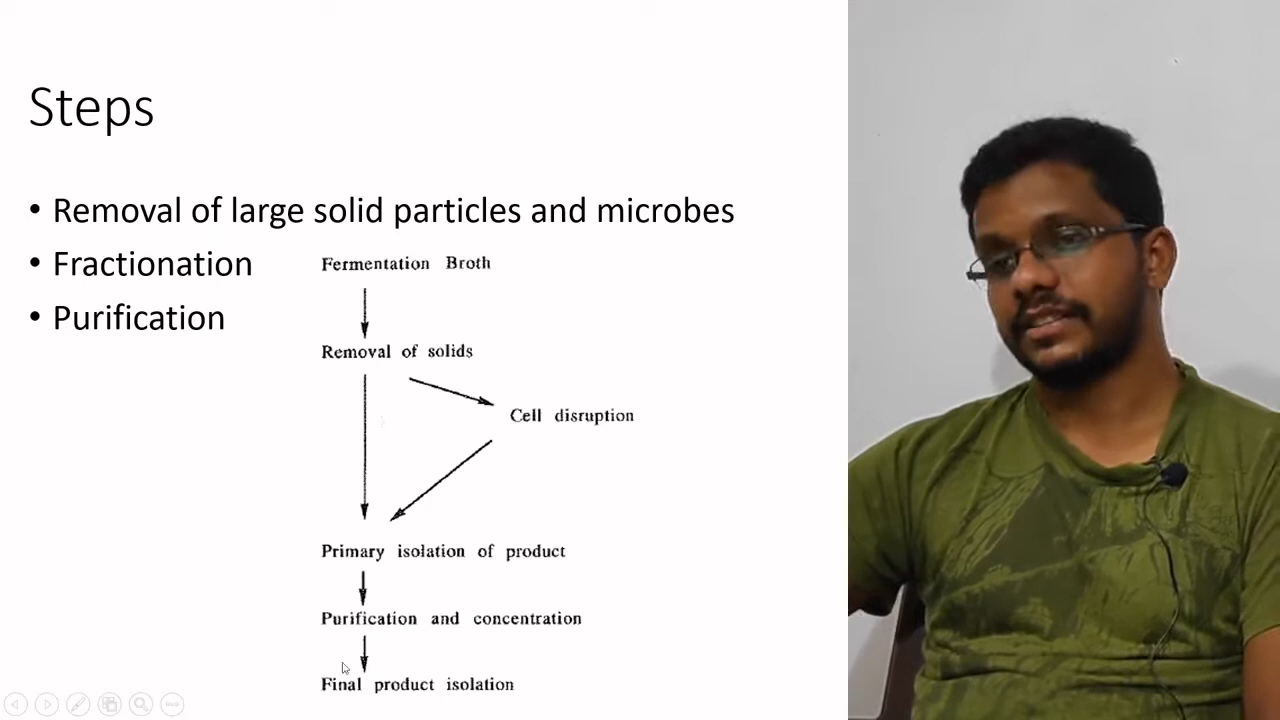 Steps
• Removal of large solid particles and microbes
• Fractionation
• Purification
Fermentation Broth
Removal of solids
Cell disruption
Primary isolation of product
Purification and concentration
Final product isolation